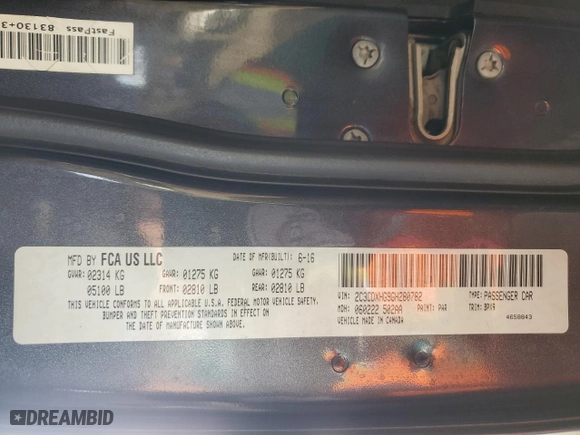 FastPass
83130+3
MFD BY FCA US LLC DATE OF MFR(BUILT): 6-16
GVWR: 02314 KG GAWR: 01275 KG GAWR: 01275 KG
05100 LB FRONT: 02810 LB REAR: 02810 LB
THIS VEHICLE CONFORMS TO ALL APPLICABLE U.S.A. FEDERAL MOTOR VEHICLE SAFETY,
BUMPER AND THEFT PREVENTION STANDARDS IN EFFECT ON
THE DATE OF MANUFACTURE SHOWN ABOVE.
VIN: 2C3CDXHG9GH280782 TYPE: PASSENGER CAR
MDH: 060222 502AA PAINT: PAR TRIM: BPX9
VEHICLE MADE IN CANADA 4658843
DREAMBID